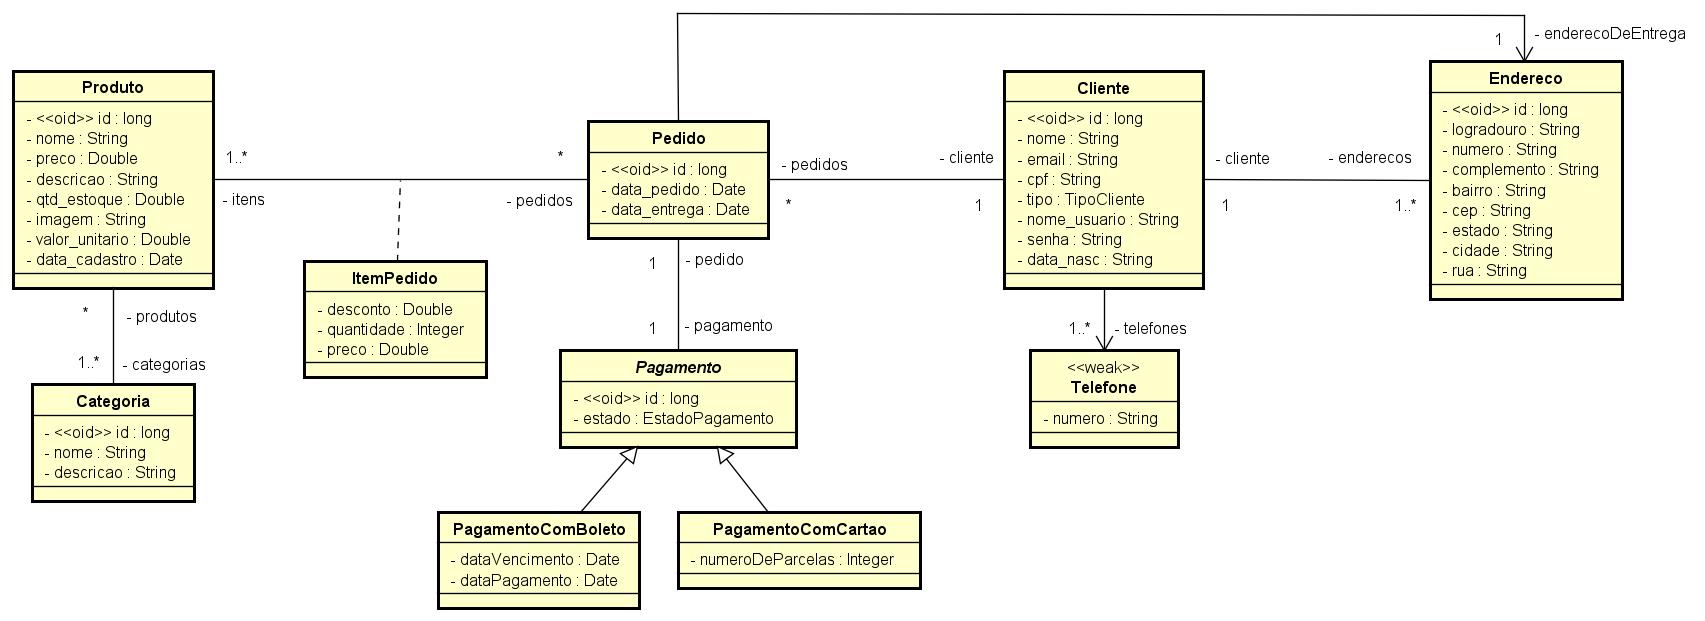 1
- enderecoDeEntrega
Produto
- <<oid>> id : long
- nome : String
- preco : Double
- descricao : String
- qtd_estoque : Double
- imagem : String
- valor_unitario : Double
- data_cadastro : Date
1..*
- itens
*
- pedidos
Pedido
- <<oid>> id : long
- data_pedido : Date
- data_entrega : Date
- pedidos
*
- cliente
1
Cliente
- <<oid>> id : long
- nome : String
- email : String
- cpf : String
- tipo : TipoCliente
- nome_usuario : String
- senha : String
- data_nasc : String
- cliente
1
- enderecos
1..*
Endereco
- <<oid>> id : long
- logradouro : String
- numero : String
- complemento : String
- bairro : String
- cep : String
- estado : String
- cidade : String
- rua : String
ItemPedido
- desconto : Double
- quantidade : Integer
- preco : Double
1
- pedido
1
- pagamento
*
- produtos
1..*
- categorias
1..*
- telefones
Categoria
- <<oid>> id : long
- nome : String
- descricao : String
Pagamento
- <<oid>> id : long
- estado : EstadoPagamento
<<weak>>
Telefone
- numero : String
PagamentoComBoleto
- dataVencimento : Date
- dataPagamento : Date
PagamentoComCartao
- numeroDeParcelas : Integer